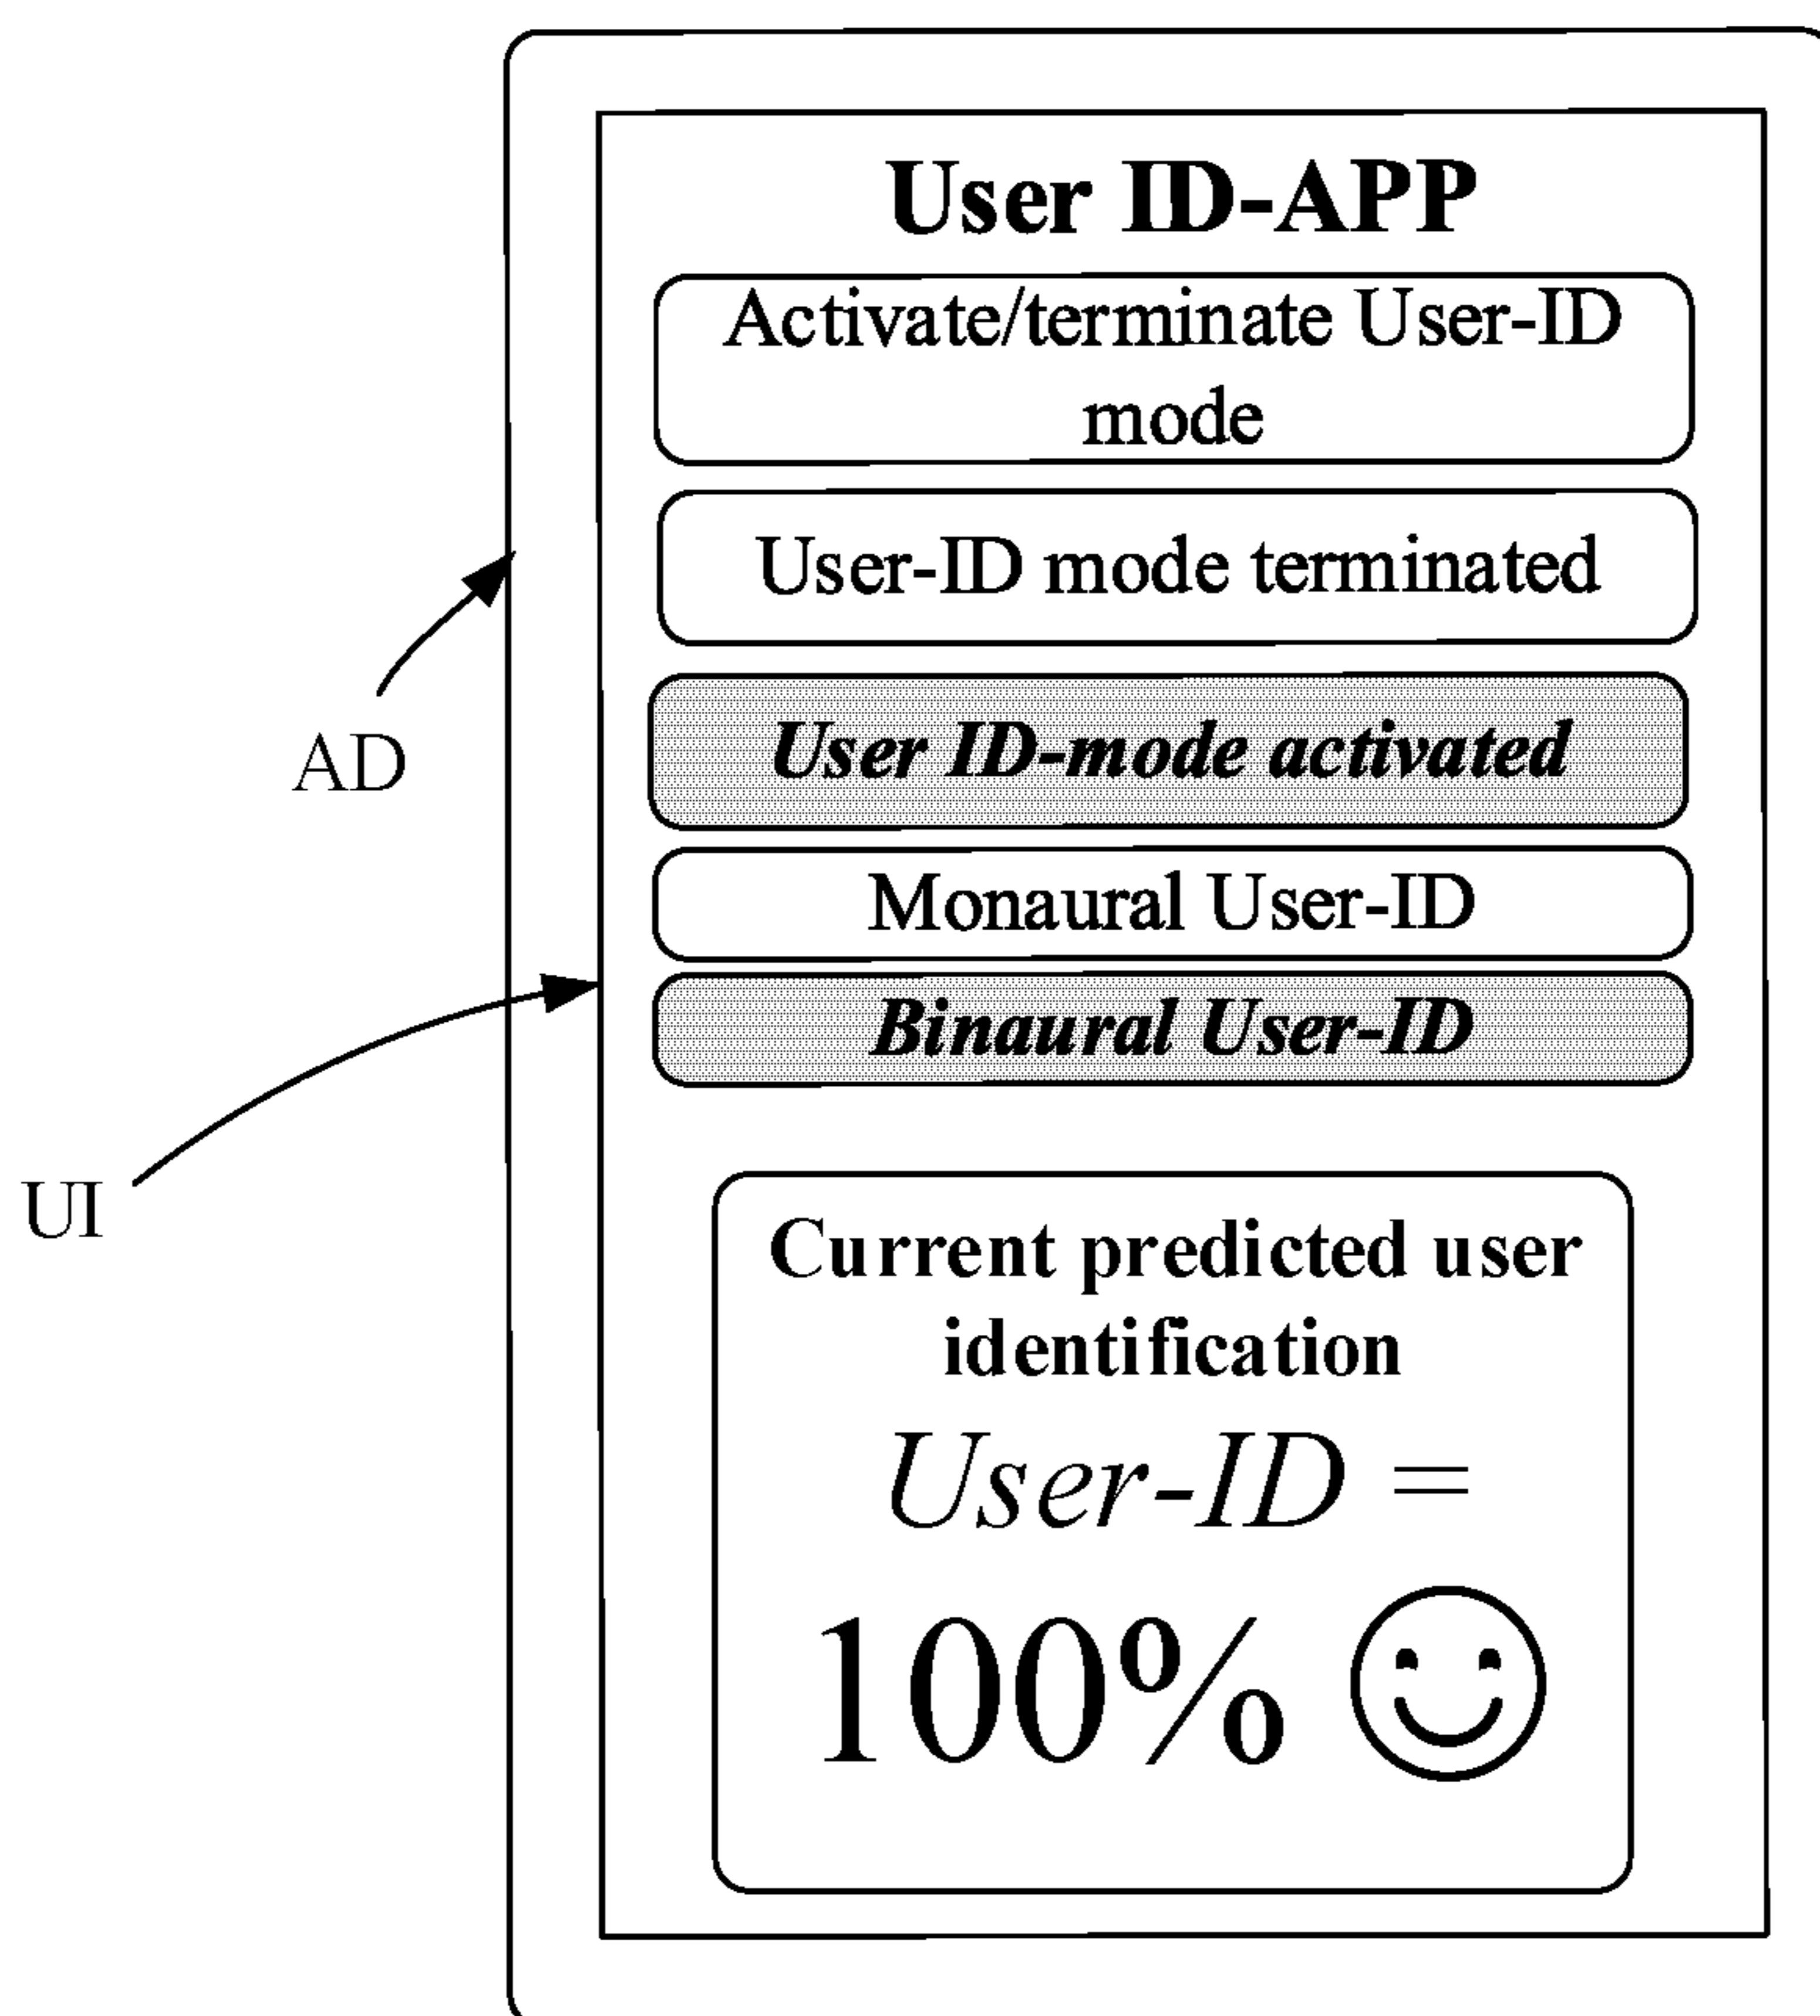 User ID-APP
Activate/terminate User-ID
mode
User-ID mode terminated
User ID-mode activated
AD
Monaural User-ID
Binaural User-ID
UI
Current predicted user
identification
User-ID =
100%